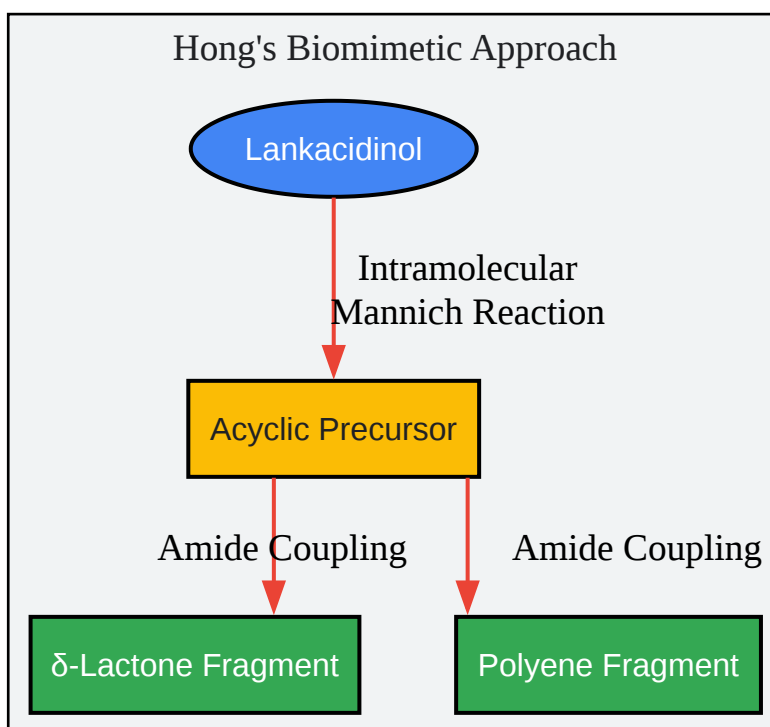 Hong's Biomimetic Approach
Lankacidinol
Intramolecular
Mannich Reaction
Acyclic Precursor
Amide Coupling
Amide Coupling
δ-Lactone Fragment
Polyene Fragment